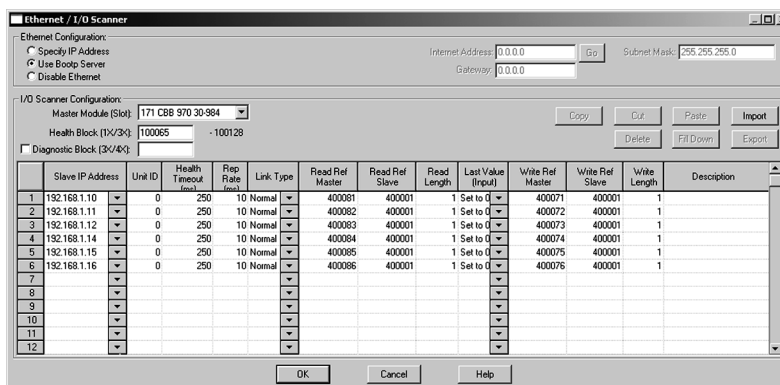 Ethernet / I/O Scanner
Ethernet Configuration:
Specify IP Address
Use Bootp Server
Disable Ethernet
Internet Address: 0.0.0.0 Go Subnet Mask: 255.255.255.0
Gateway: 0.0.0.0
I/O Scanner Configuration:
Master Module (Slot): 171 CBB 970 30-984
Health Block (1X/3X): 100065 - 100128
Diagnostic Block (3X/4X):
Copy Cut Paste Import
Delete Fill Down Export
Slave IP Address Unit ID Health Timeout (ms) Rep Rate (ms) Link Type Read Ref Master Read Ref Slave Read Length Last Value (Input) Write Ref Master Write Ref Slave Write Length Description
1 192.168.1.10 0 250 10 Normal 400081 400001 1 Set to 0 400071 400001 1
2 192.168.1.11 0 250 10 Normal 400082 400001 1 Set to 0 400072 400001 1
3 192.168.1.12 0 250 10 Normal 400083 400001 1 Set to 0 400073 400001 1
4 192.168.1.14 0 250 10 Normal 400084 400001 1 Set to 0 400074 400001 1
5 192.168.1.15 0 250 10 Normal 400085 400001 1 Set to 0 400075 400001 1
6 192.168.1.16 0 250 10 Normal 400086 400001 1 Set to 0 400076 400001 1
7
8
9
10
11
12
OK Cancel Help